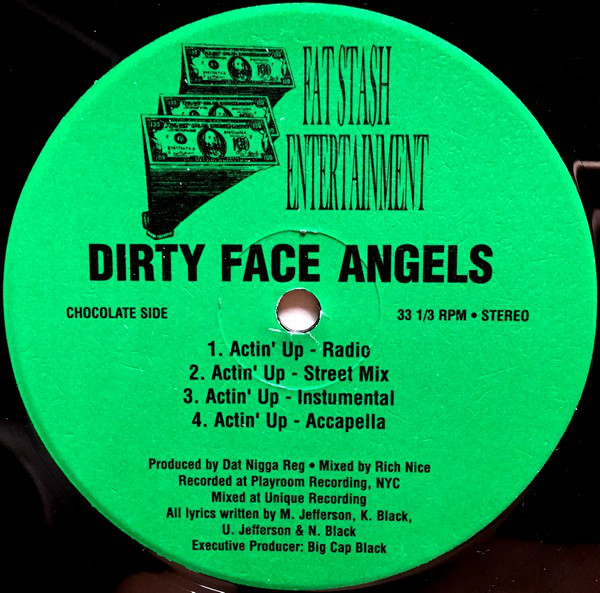 FAT STASH
ENTERTAINMENT
DIRTY FACE ANGELS
CHOCOLATE SIDE
33 1/3 RPM • STEREO
1. Actin' Up - Radio
2. Actin' Up - Street Mix
3. Actin' Up - Instumental
4. Actin' Up - Accapella
Produced by Dat Nigga Reg • Mixed by Rich Nice
Recorded at Playroom Recording, NYC
Mixed at Unique Recording
All lyrics written by M. Jefferson, K. Black,
U. Jefferson & N. Black
Executive Producer: Big Cap Black